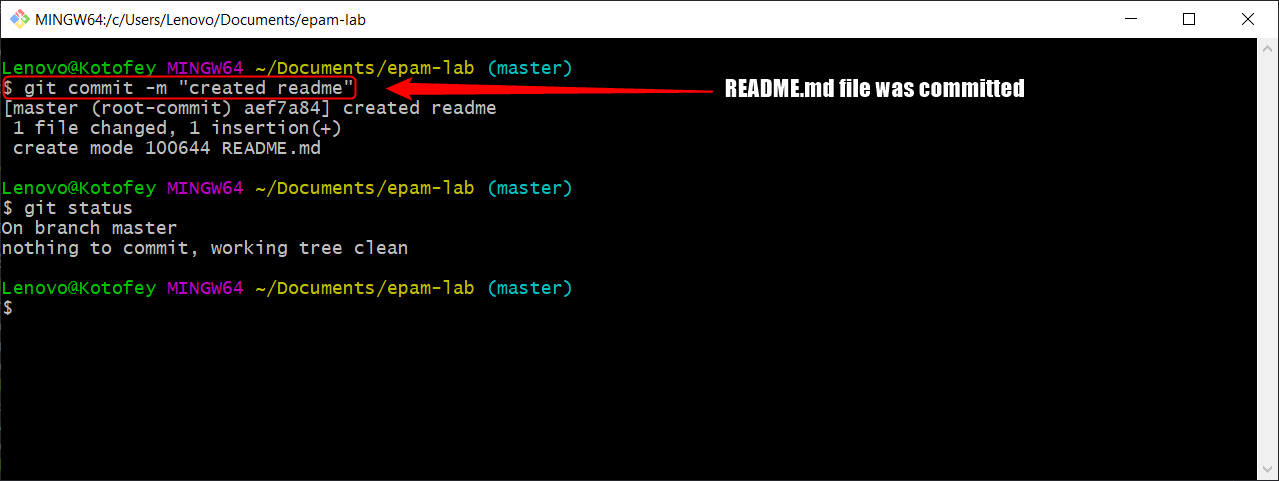 MINGW64:/c/Users/Lenovo/Documents/epam-lab
Lenovo@Kotofey MINGW64 ~/Documents/epam-lab (master)
$ git commit -m "created readme"
README.md file was committed
[master (root-commit) aef7a84] created readme
 1 file changed, 1 insertion(+)
 create mode 100644 README.md
Lenovo@Kotofey MINGW64 ~/Documents/epam-lab (master)
$ git status
On branch master
nothing to commit, working tree clean
Lenovo@Kotofey MINGW64 ~/Documents/epam-lab (master)
$